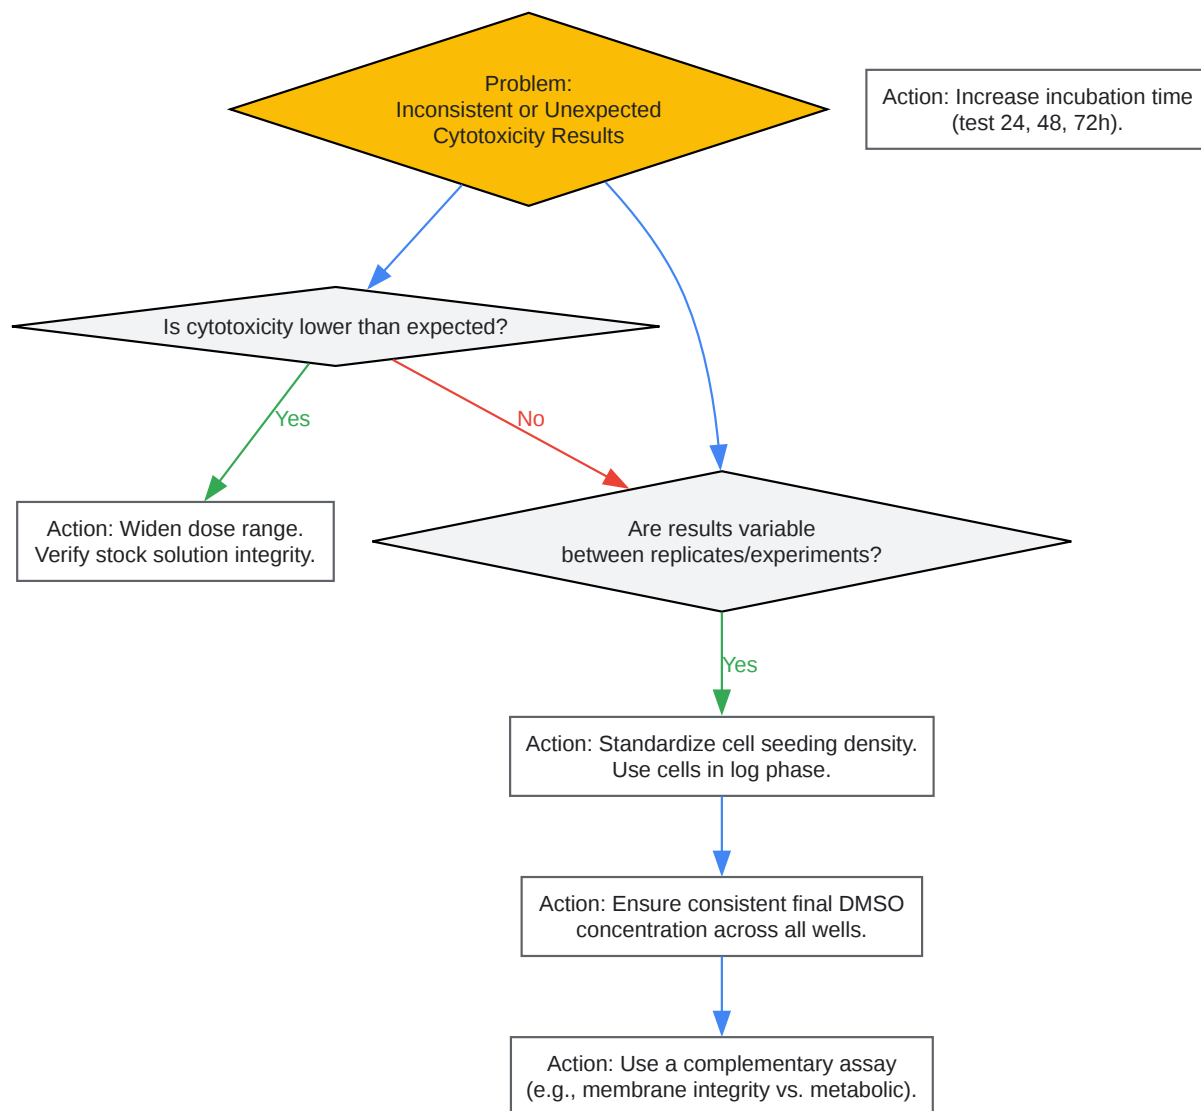 Problem:
Inconsistent or Unexpected
Cytotoxicity Results
Action: Increase incubation time
(test 24, 48, 72h).
Is cytotoxicity lower than expected?
Yes
No
Action: Widen dose range.
Verify stock solution integrity.
Are results variable
between replicates/experiments?
Yes
Action: Standardize cell seeding density.
Use cells in log phase.
Action: Ensure consistent final DMSO
concentration across all wells.
Action: Use a complementary assay
(e.g., membrane integrity vs. metabolic).